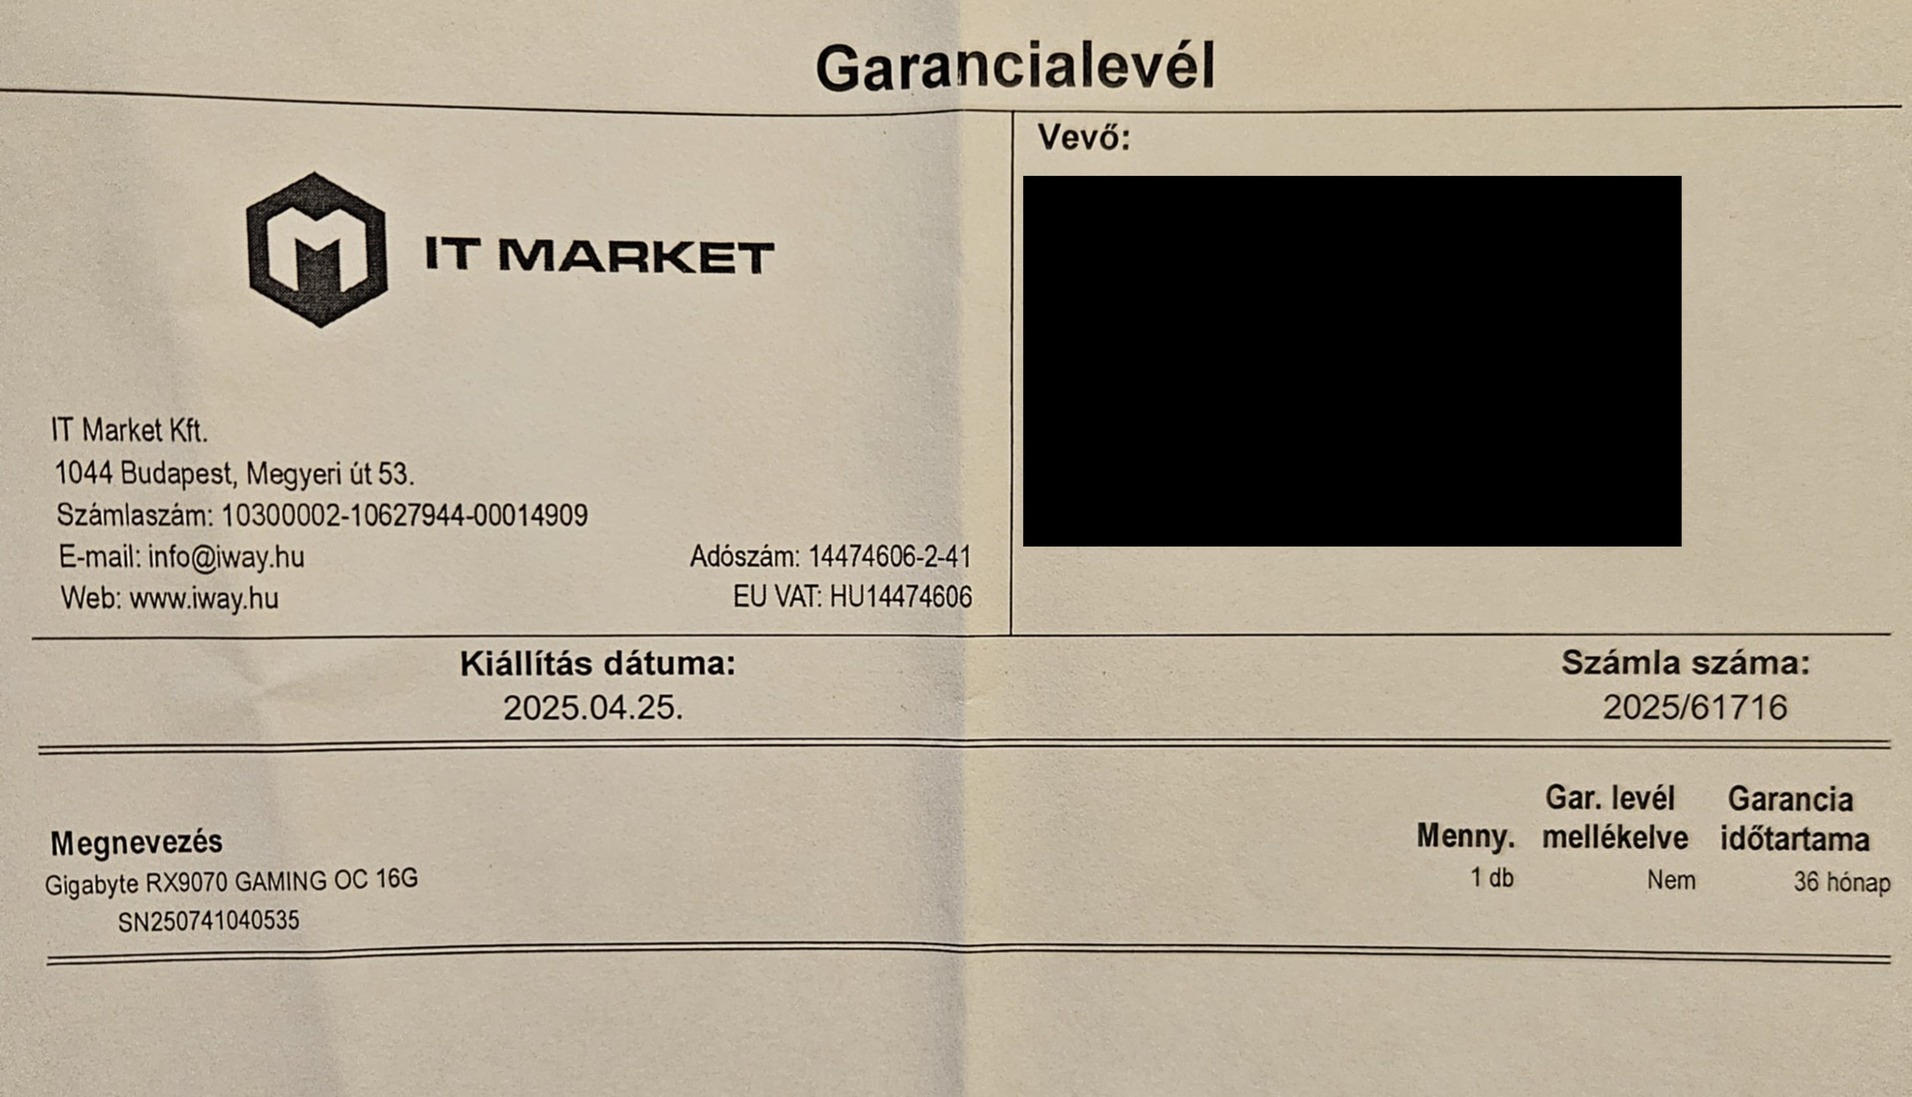 Garancialevél
IT MARKET
IT Market Kft.
1044 Budapest, Megyeri út 53.
Számlaszám: 10300002-10627944-00014909
E-mail: info@iway.hu
Adószám: 14474606-2-41
Web: www.iway.hu
EU VAT: HU14474606
Vevő:
Kiállítás dátuma:
2025.04.25.
Számla száma:
2025/61716
Megnevezés
Menny.
Gar. levél
mellékelve
Garancia
időtartama
Gigabyte RX9070 GAMING OC 16G
1 db
Nem
36 hónap
SN250741040535